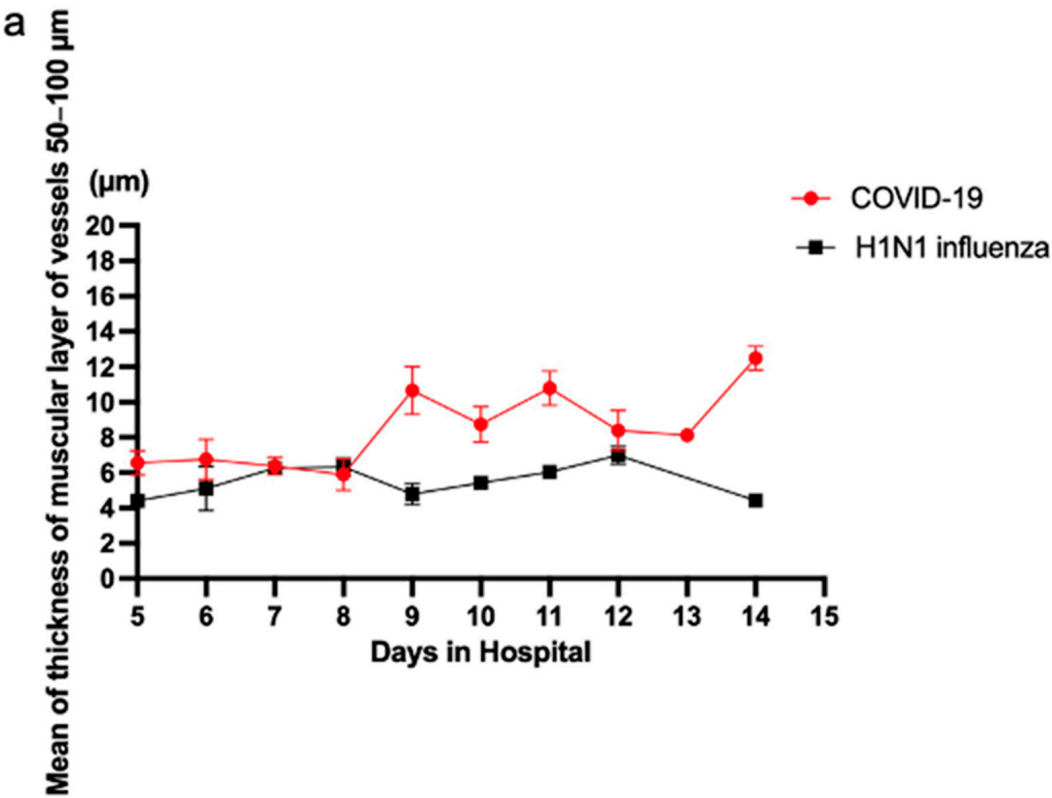 a
Mean of thickness of muscular layer of vessels 50–100 μm
(μm)
COVID-19
H1N1 influenza
20
18
16
14
12
10
8
6
4
2
0
5 6 7 8 9 10 11 12 13 14 15
Days in Hospital